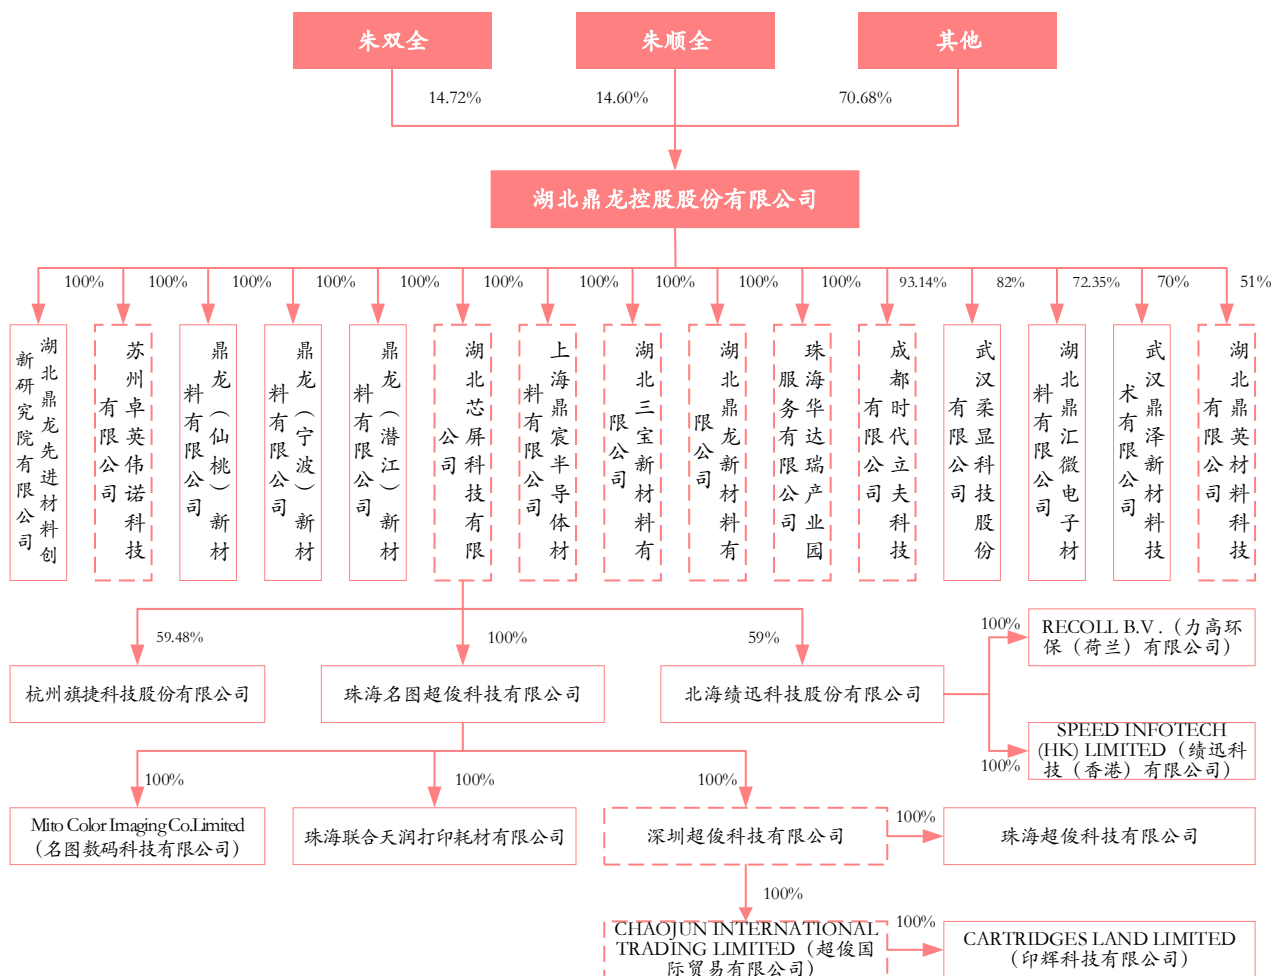 朱双全
朱顺全
其他
14.72%
14.60%
70.68%
湖北鼎龙控股股份有限公司
100%
100%
100%
100%
100%
100%
100%
100%
100%
100%
93.14%
82%
72.35%
70%
51%
湖北鼎龙先进材料创
新研究院有限公司
苏州卓英伟诺科技
有限公司
鼎龙（仙桃）新材
料有限公司
鼎龙（宁波）新材
料有限公司
鼎龙（潜江）新材
料有限公司
湖北芯屏科技有限
公司
上海鼎宸半导体材
料有限公司
湖北三宝新材料有
限公司
湖北鼎龙新材料有
限公司
珠海华达瑞产业园
服务有限公司
成都时代立夫科技
有限公司
武汉柔显科技股份
有限公司
湖北鼎汇微电子材
料有限公司
武汉鼎泽新材料科技
术有限公司
湖北鼎英材料科技
有限公司
59.48%
100%
59%
100%
RECOLL B.V .（力高环
保（荷兰）有限公司）
杭州旗捷科技股份有限公司
珠海名图超俊科技有限公司
北海绩迅科技股份有限公司
SPEED INFOTECH
(HK) LIMITED（绩迅科
技（香港）有限公司）
100%
100%
100%
100%
Mito Color Imaging Co.Limited
（名图数码科技有限公司）
珠海联合天润打印耗材有限公司
深圳超俊科技有限公司
100%
珠海超俊科技有限公司
100%
CHAOJUN INTERNATIONAL
TRADING LIMITED（超俊国
际贸易有限公司）
100%
CARTRIDGES LAND LIMITED
（印辉科技有限公司）